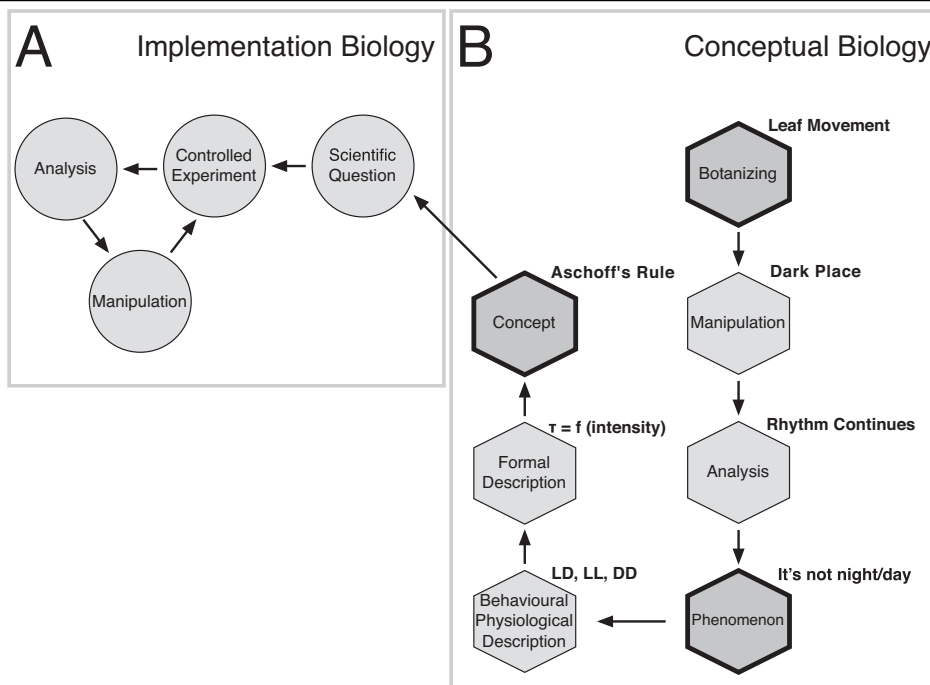 A
Implementation Biology
Analysis
Controlled
Experiment
Scientific
Question
Manipulation
B
Conceptual Biology
Leaf Movement
Botanizing
Dark Place
Manipulation
Rhythm Continues
Analysis
It's not night/day
Phenomenon
LD, LL, DD
Behavioural
Physiological
Description
τ = f (intensity)
Formal
Description
Aschoff's Rule
Concept